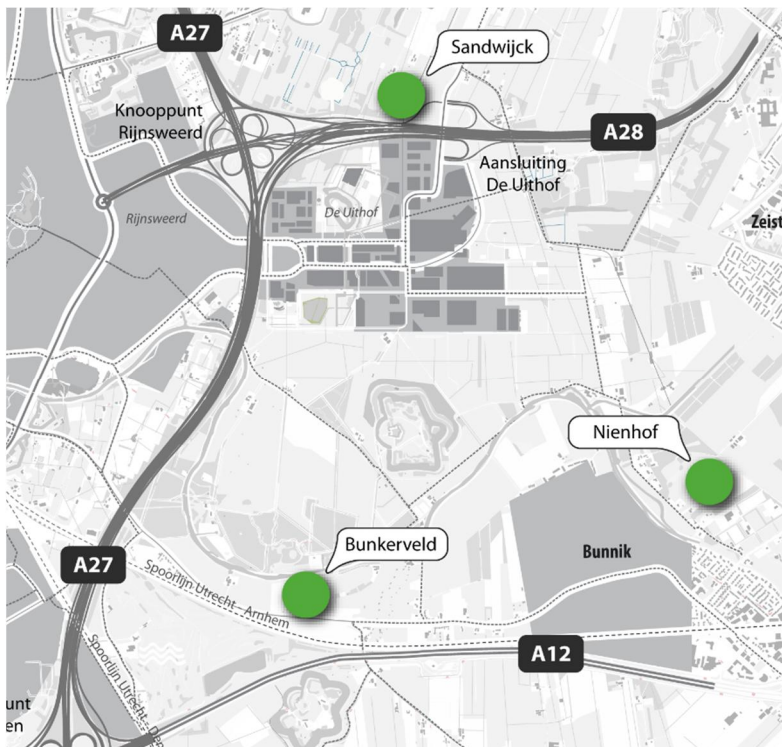 A27
Sandwijck
Knooppunt
Rijnsweerd
A28
Aansluiting
De Uithof
De Uithof
Rijnsweerd
Zeist
Nienhof
Bunkerveld
Bunnik
A27
Spoorlijn Utrecht - Arnhem
A12
Spoorlijn Utrecht - Den
unt
en